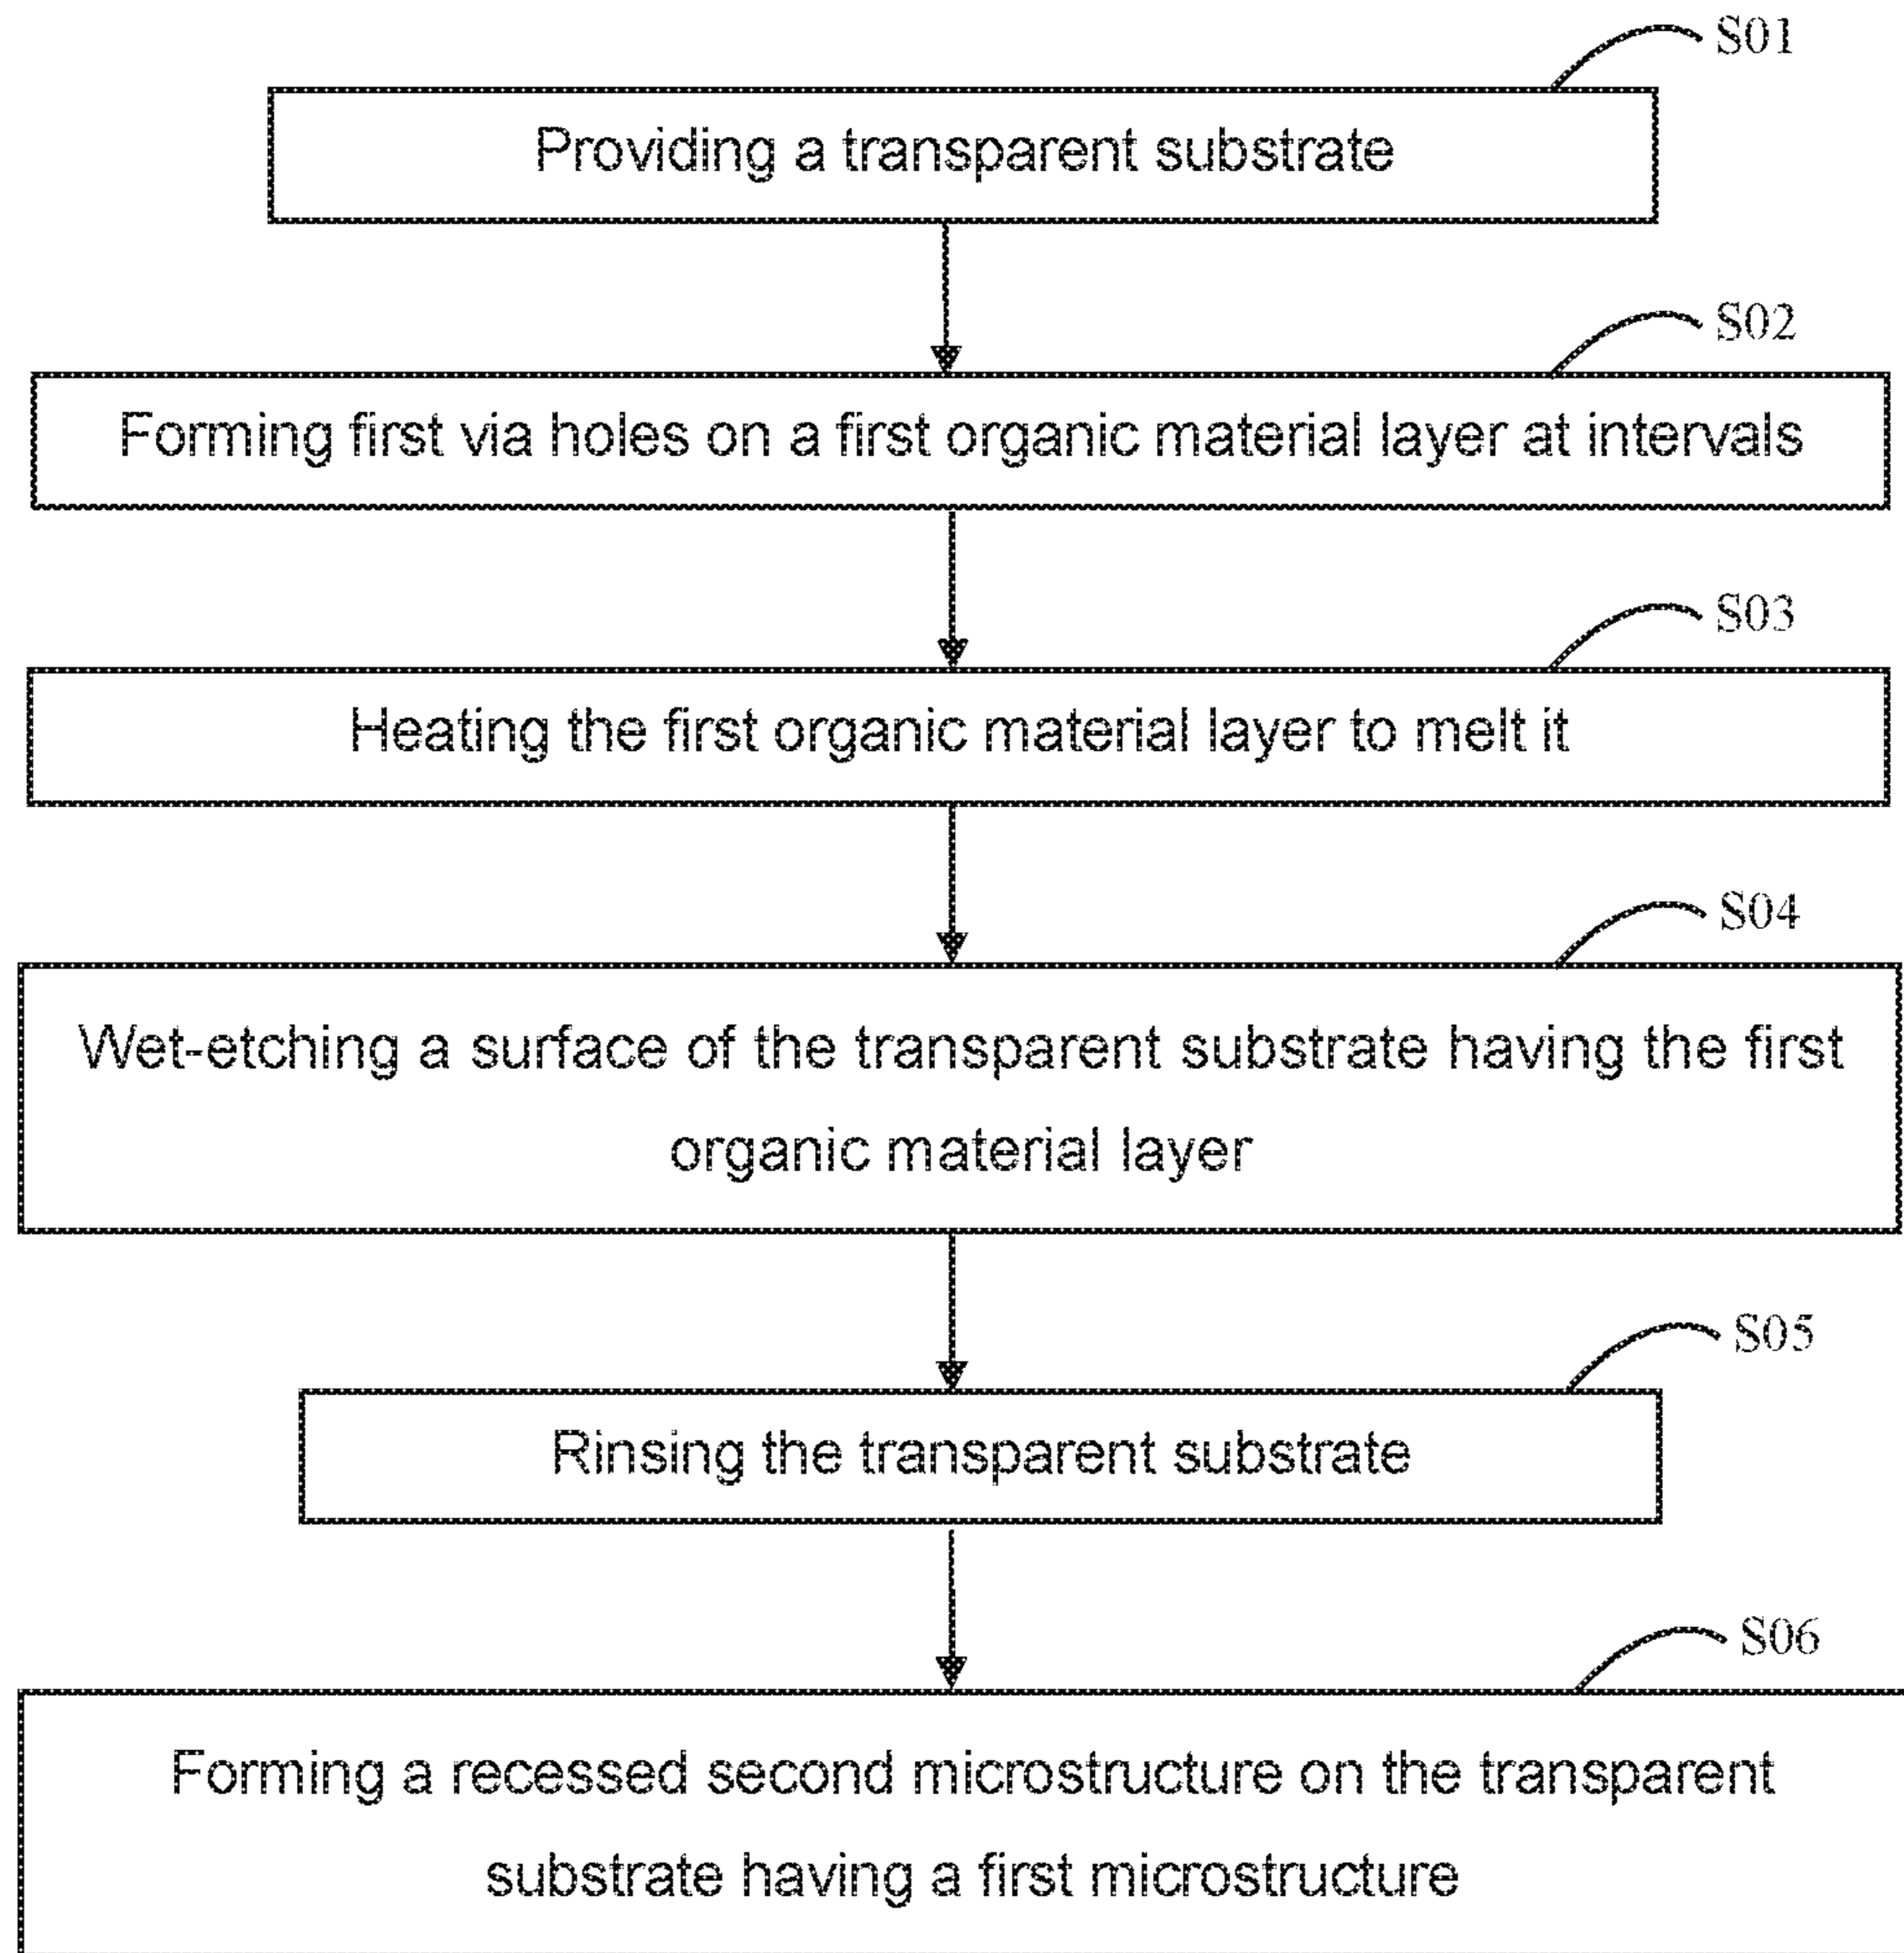 S01
Providing a transparent substrate
S02
Forming first via holes on a first organic material layer at intervals
S03
Heating the first organic material layer to melt it
S04
Wet-etching a surface of the transparent substrate having the first
organic material layer
S05
Rinsing the transparent substrate
S06
Forming a recessed second microstructure on the transparent
substrate having a first microstructure